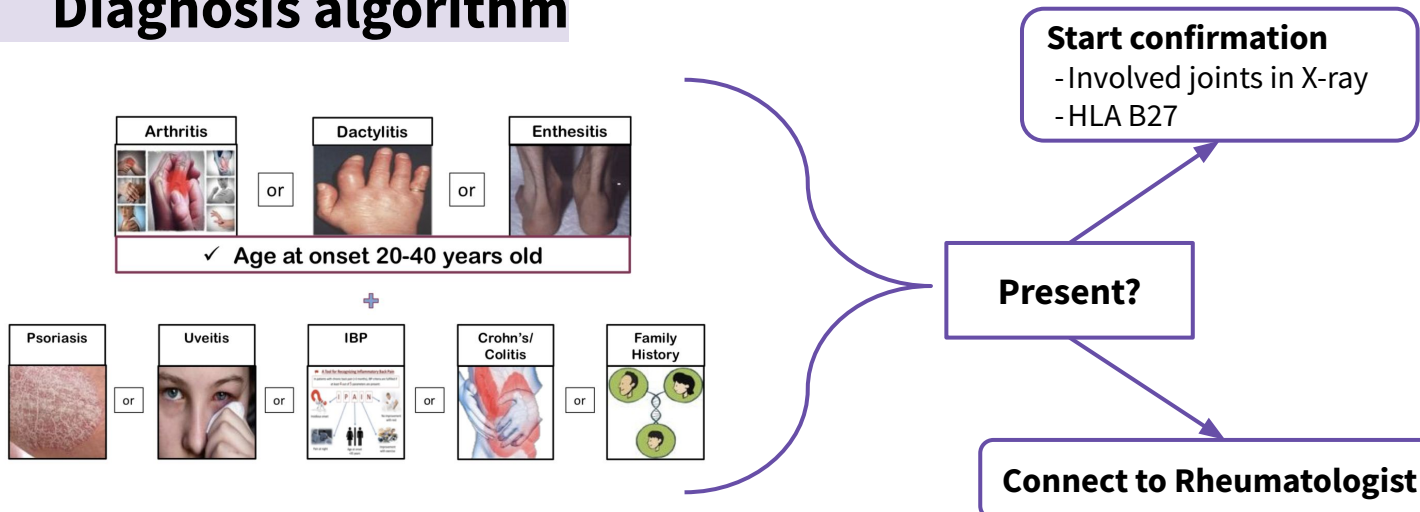 Diagnosis algorithm
Start confirmation
- Involved joints in X-ray
- HLA B27
Arthritis
or
Dactylitis
or
Enthesitis
✓ Age at onset 20-40 years old
+
Psoriasis
or
Uveitis
or
IBP
I P A I N
or
Crohn's/
Colitis
or
Family
History
Present?
Connect to Rheumatologist